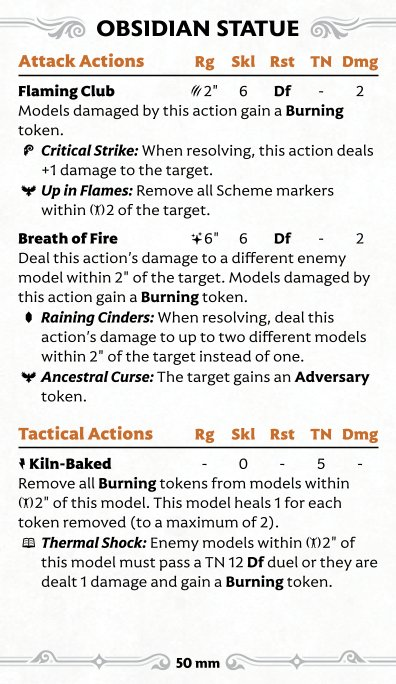 OBSIDIAN STATUE
Attack Actions Rg Skl Rst TN Dmg
Flaming Club 2" 6 Df - 2
Models damaged by this action gain a Burning
token.
Critical Strike: When resolving, this action deals
+1 damage to the target.
Up in Flames: Remove all Scheme markers
within 2 of the target.
Breath of Fire 6" 6 Df - 2
Deal this action's damage to a different enemy
model within 2" of the target. Models damaged by
this action gain a Burning token.
Raining Cinders: When resolving, deal this
action's damage to up to two different models
within 2" of the target instead of one.
Ancestral Curse: The target gains an Adversary
token.
Tactical Actions Rg Skl Rst TN Dmg
Kiln-Baked - 0 - 5 -
Remove all Burning tokens from models within
2" of this model. This model heals 1 for each
token removed (to a maximum of 2).
Thermal Shock: Enemy models within 2" of
this model must pass a TN 12 Df duel or they are
dealt 1 damage and gain a Burning token.
50 mm